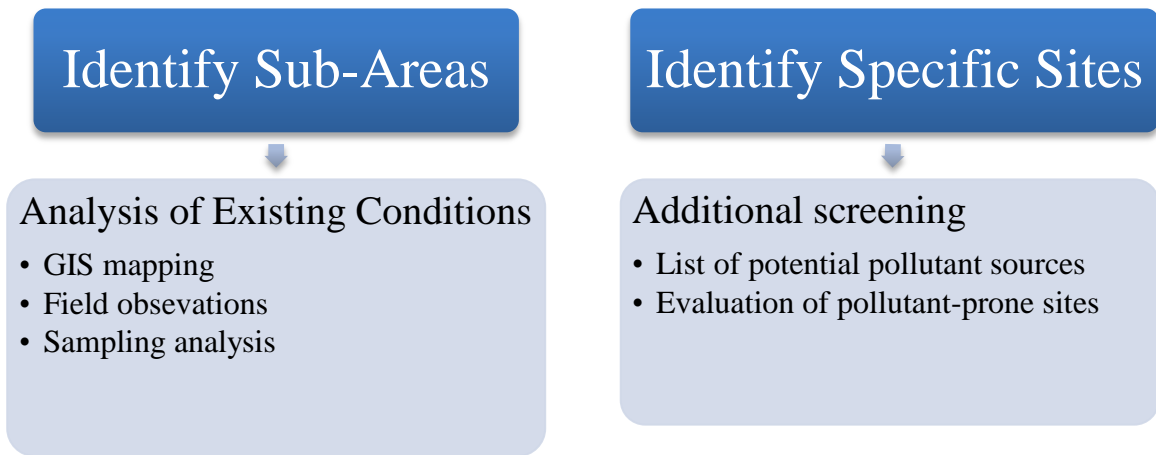 Identify Sub-Areas
Analysis of Existing Conditions
• GIS mapping
• Field obsevations
• Sampling analysis
Identify Specific Sites
Additional screening
• List of potential pollutant sources
• Evaluation of pollutant-prone sites